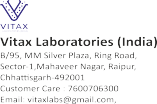 VITAX
Vitax Laboratories (India)
B/95, MM Silver Plaza, Ring Road,
Sector-1,Mahaveer Nagar, Raipur,
Chhattisgarh-492001
Customer Care : 7600706300
Email: vitaxlabs@gmail.com,